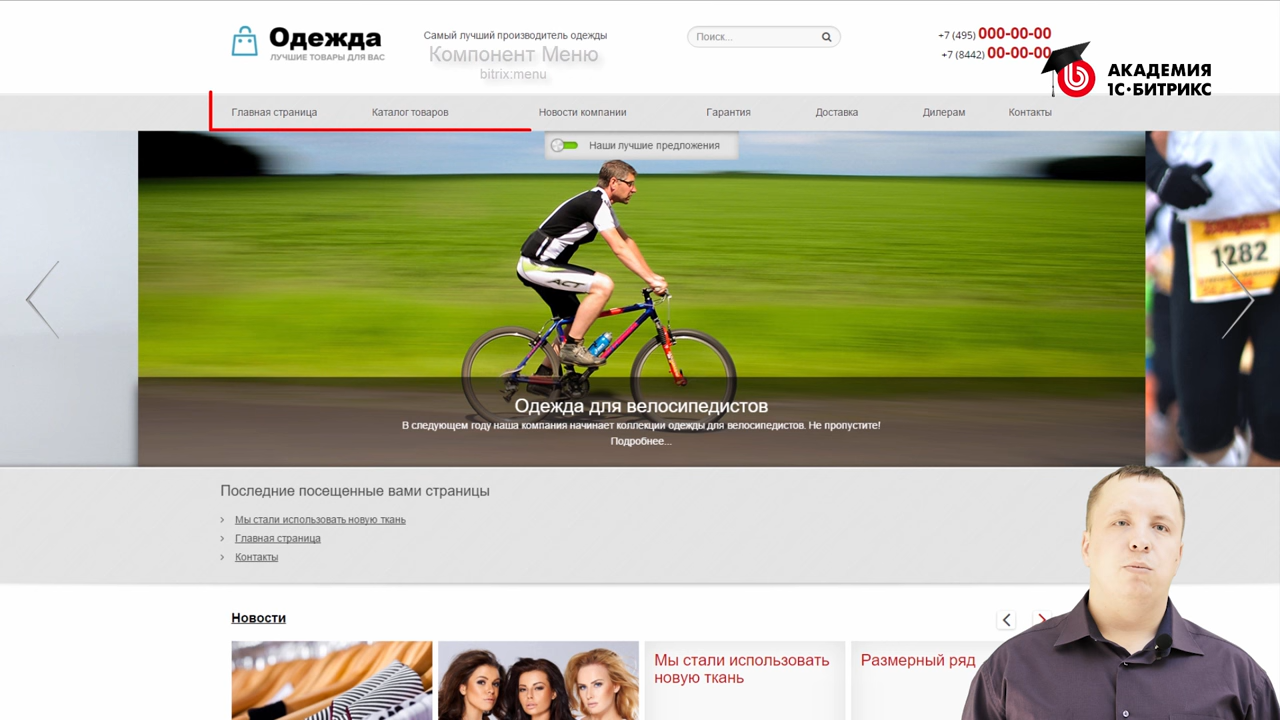 Одежда
ЛУЧШИЕ ТОВАРЫ ДЛЯ ВАС
Самый лучший производитель одежды
Компонент Меню
bitrix:menu
Поиск...
+7 (495) 000-00-00
+7 (8442) 00-00-00
АКАДЕМИЯ
1С·БИТРИКС
Главная страница
Каталог товаров
Новости компании
Гарантия
Доставка
Дилерам
Контакты
Наши лучшие предложения
ACT
1282
Одежда для велосипедистов
В следующем году наша компания начинает коллекции одежды для велосипедистов. Не пропустите!
Подробнее...
Последние посещенные вами страницы
Мы стали использовать новую ткань
Главная страница
Контакты
Новости
Мы стали использовать
новую ткань
Размерный ряд